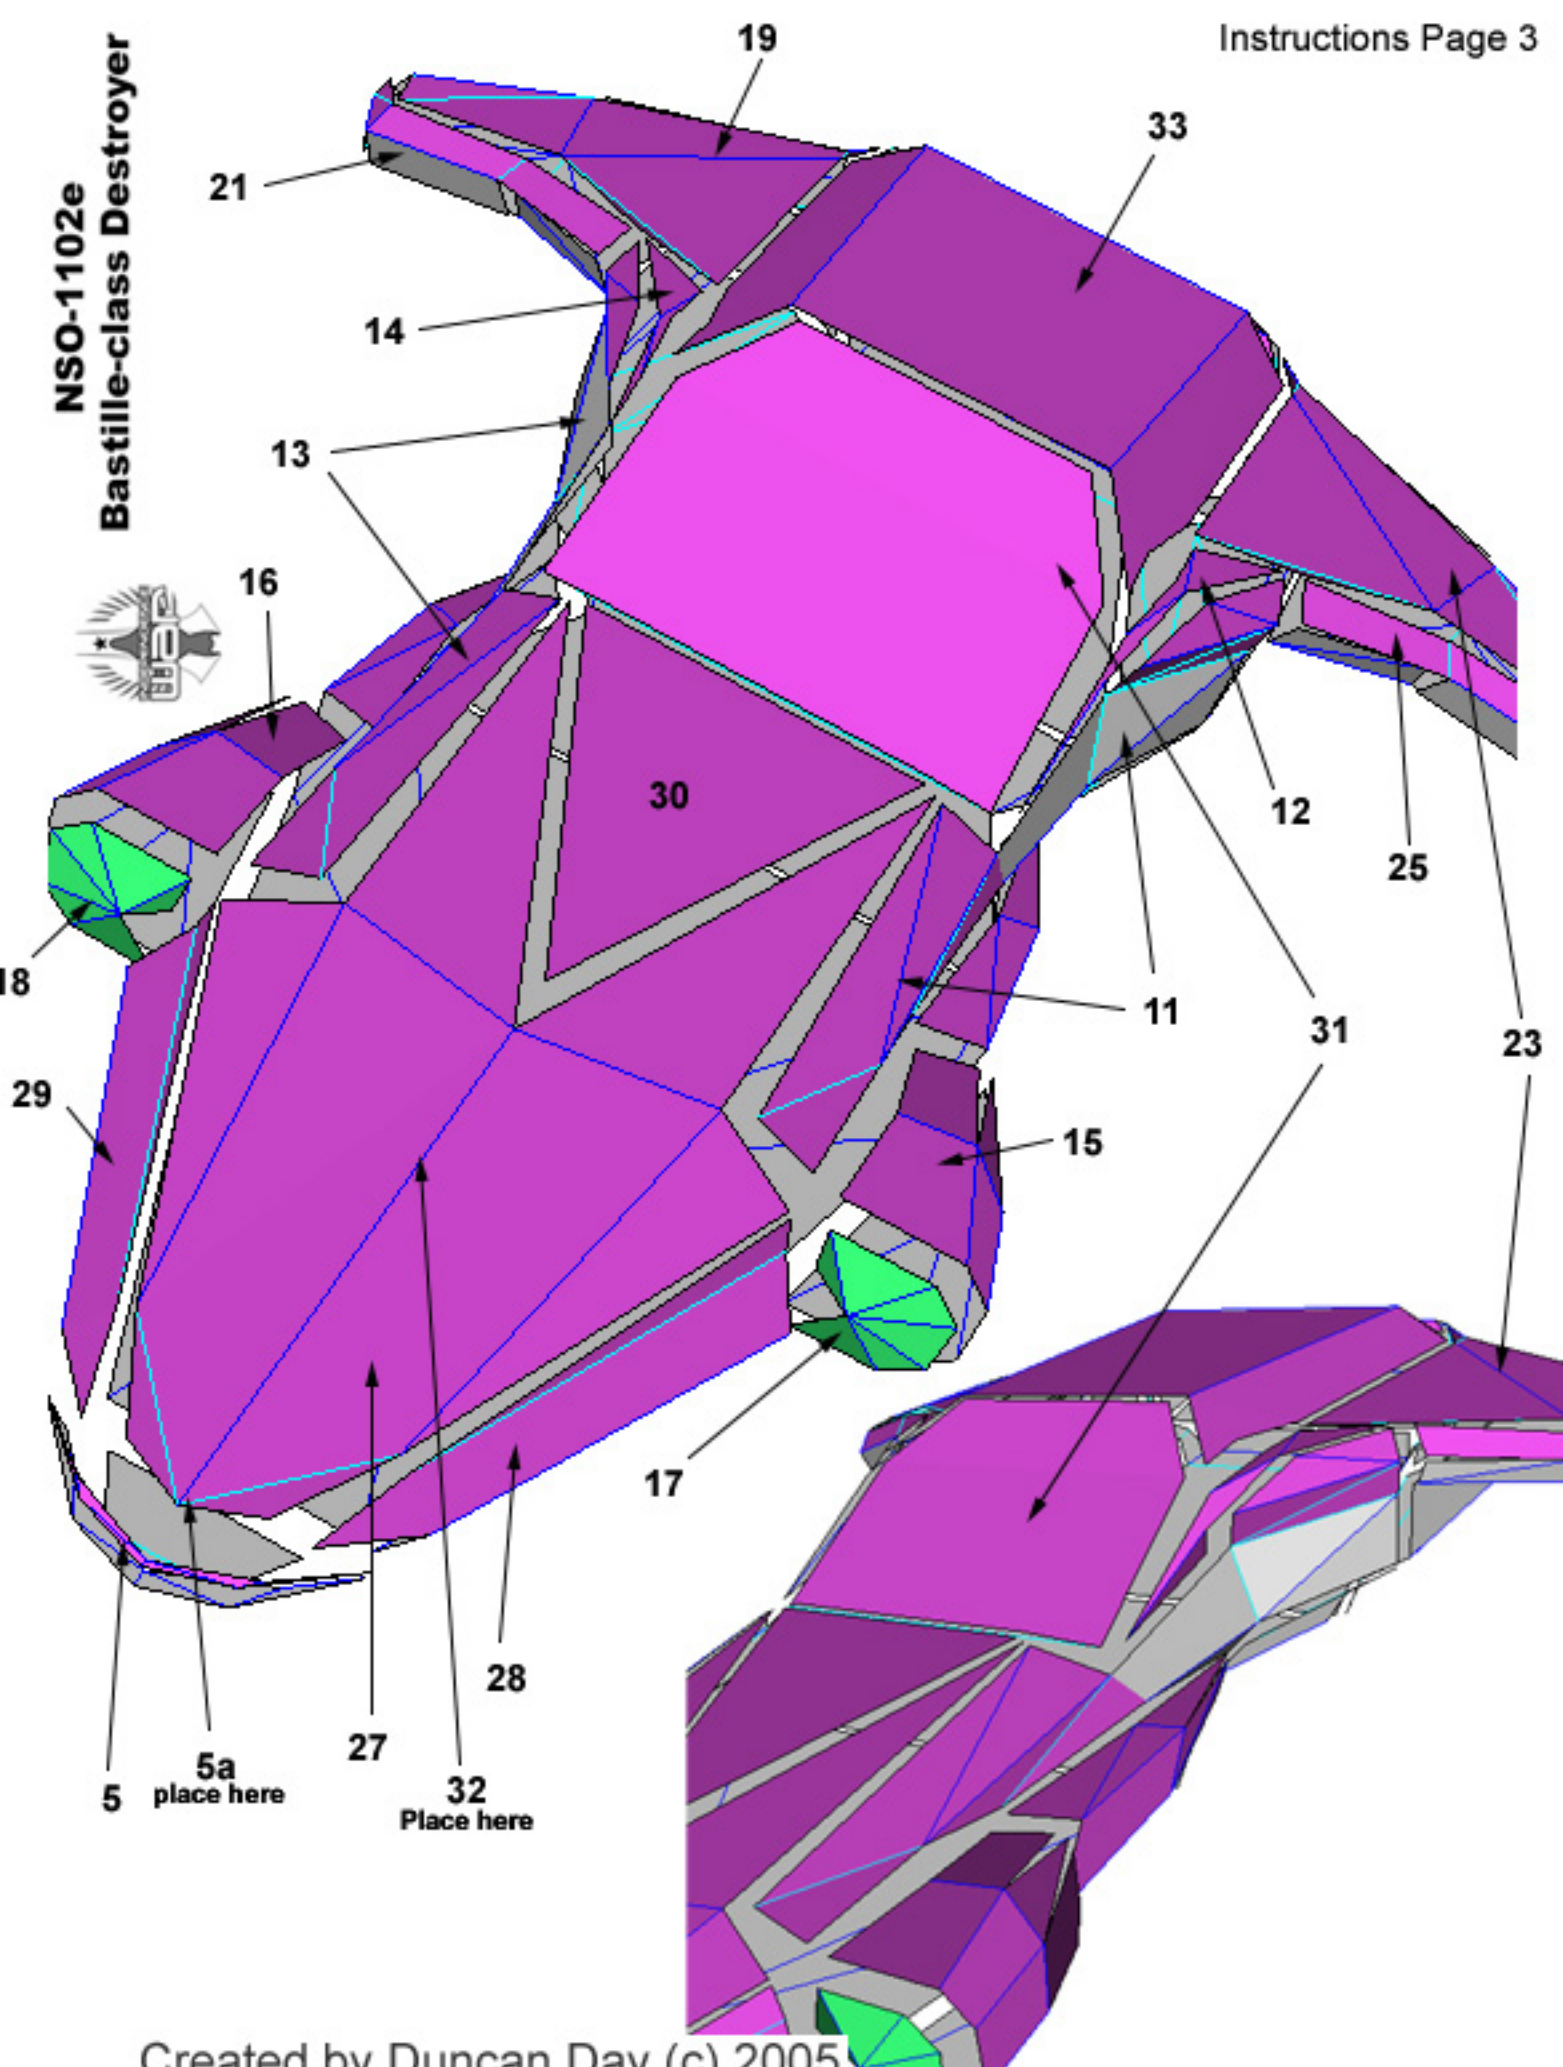 Instructions Page 3
NSO-1102e
Bastille-class Destroyer
19
33
21
14
13
16
30
12
25
18
11
31
23
29
15
17
28
27
5a
place here
5
32
Place here
Created by Duncan Day (c) 2005